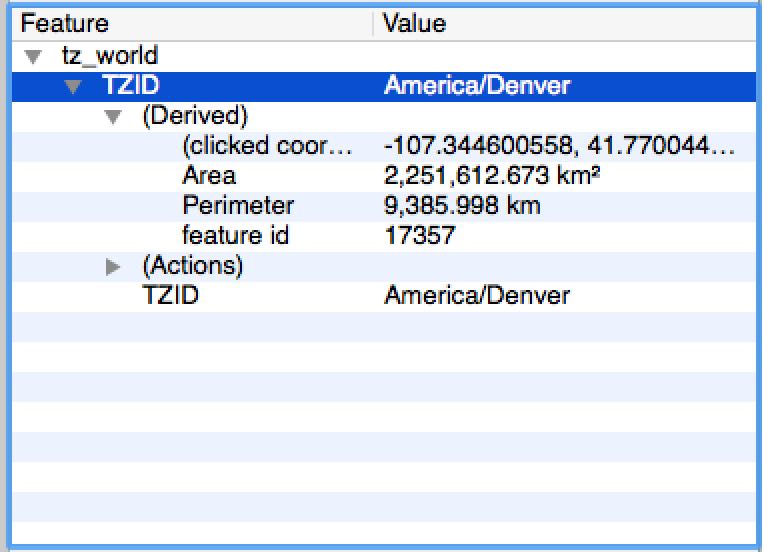 Feature Value
tz_world
TZID America/Denver
(Derived)
(clicked coor... -107.344600558, 41.770044...
Area 2,251,612.673 km²
Perimeter 9,385.998 km
feature id 17357
(Actions)
TZID America/Denver